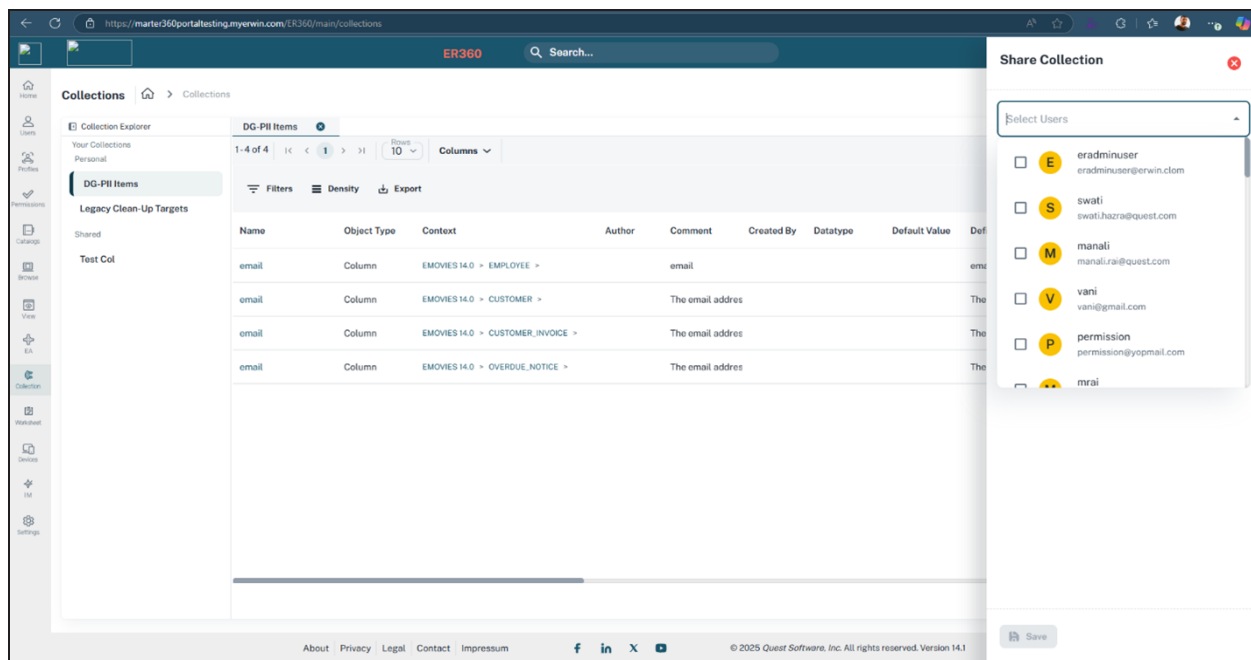 https://marter360portaltesting.myerwin.com/ER360/main/collections
ER360
Search...
Home
Users
Profiles
Permissions
Catalogs
Browse
View
EA
Collection
Worksheet
Devices
IM
Settings
Collections > Collections
Collection Explorer
Your Collections
Personal
DG-PII Items
Legacy Clean-Up Targets
Shared
Test Col
DG-PII Items
1-4 of 4 1 Rows 10 Columns
Filters Density Export
Name Object Type Context Author Comment Created By Datatype Default Value Def
email Column EMOVIES 14.0 > EMPLOYEE > email ema
email Column EMOVIES 14.0 > CUSTOMER > The email addres The
email Column EMOVIES 14.0 > CUSTOMER_INVOICE > The email addres The
email Column EMOVIES 14.0 > OVERDUE_NOTICE > The email addres The
Share Collection
Select Users
E eradminuser
eradminuser@erwin.clom
S swati
swati.hazra@quest.com
M manali
manali.rai@quest.com
V vani
vani@gmail.com
P permission
permission@yopmail.com
mrai
Save
About Privacy Legal Contact Impressum
© 2025 Quest Software, Inc. All rights reserved. Version 14.1